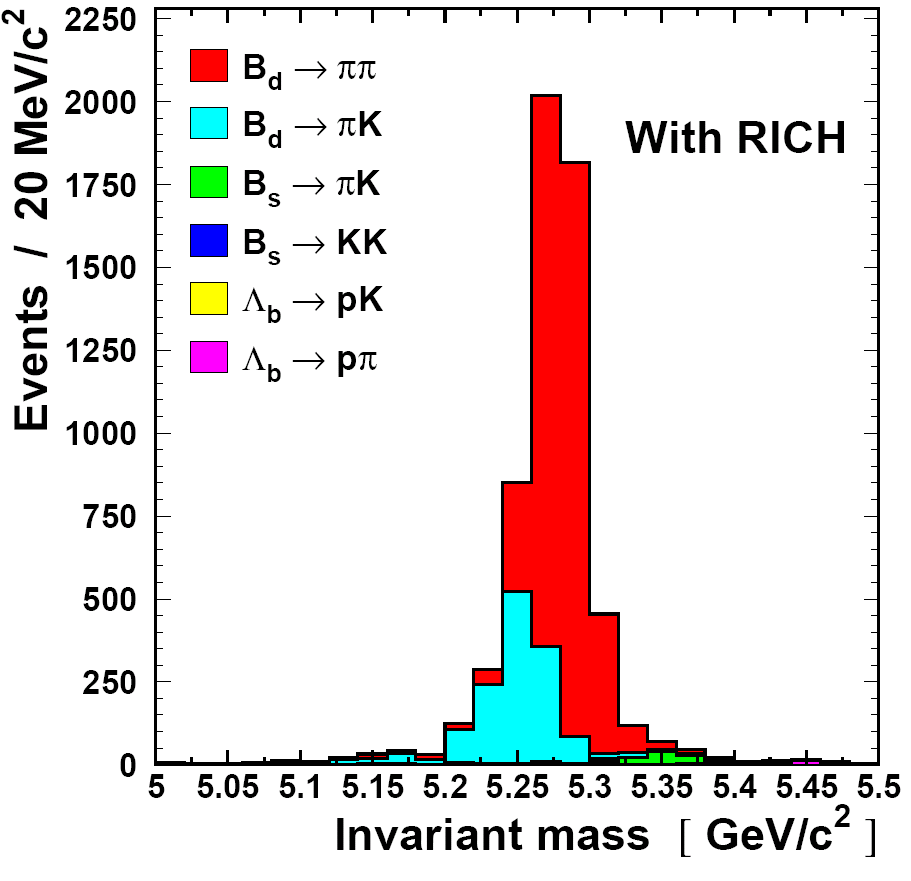 Events / 20 MeV/c²
2250
2000
1750
1500
1250
1000
750
500
250
0
B_d → ππ
B_d → πK
B_s → πK
B_s → KK
Λ_b → pK
Λ_b → pπ
With RICH
5 5.05 5.1 5.15 5.2 5.25 5.3 5.35 5.4 5.45 5.5
Invariant mass [ GeV/c² ]